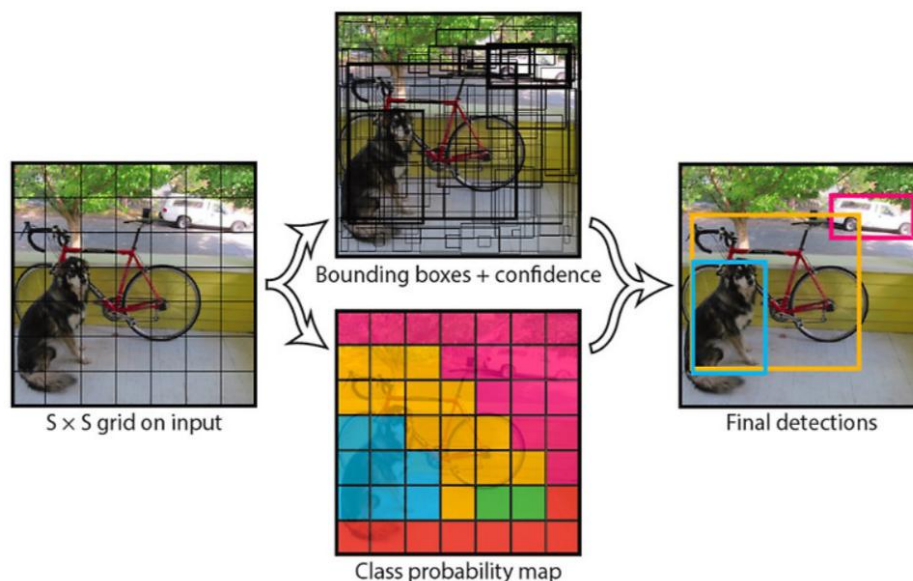 Bounding boxes + confidence
S × S grid on input
Final detections
Class probability map